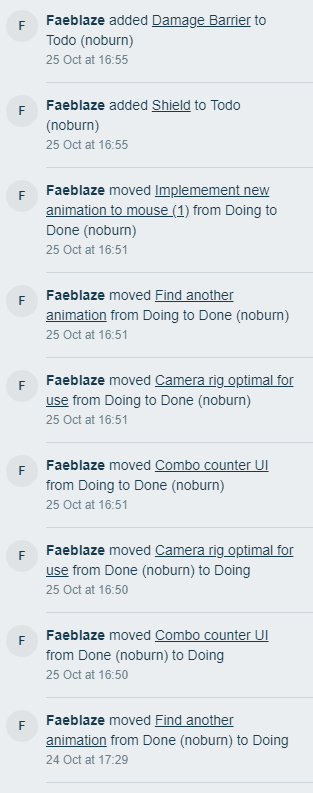 F
Faeblaze added Damage Barrier to
Todo (noburn)
25 Oct at 16:55
F
Faeblaze added Shield to Todo
(noburn)
25 Oct at 16:55
F
Faeblaze moved Implemement new
animation to mouse (1) from Doing to
Done (noburn)
25 Oct at 16:51
F
Faeblaze moved Find another
animation from Doing to Done (noburn)
25 Oct at 16:51
F
Faeblaze moved Camera rig optimal for
use from Doing to Done (noburn)
25 Oct at 16:51
F
Faeblaze moved Combo counter UI
from Doing to Done (noburn)
25 Oct at 16:51
F
Faeblaze moved Camera rig optimal for
use from Done (noburn) to Doing
25 Oct at 16:50
F
Faeblaze moved Combo counter UI
from Done (noburn) to Doing
25 Oct at 16:50
F
Faeblaze moved Find another
animation from Done (noburn) to Doing
24 Oct at 17:29